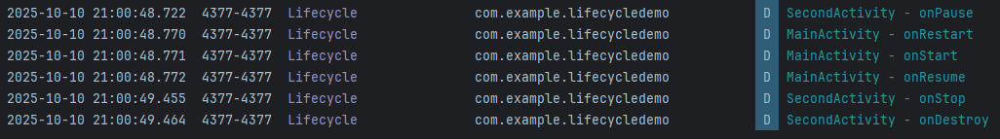 2025-10-10 21:00:48.722 4377-4377 Lifecycle com.example.lifecycledemo D SecondActivity - onPause
2025-10-10 21:00:48.770 4377-4377 Lifecycle com.example.lifecycledemo D MainActivity - onRestart
2025-10-10 21:00:48.771 4377-4377 Lifecycle com.example.lifecycledemo D MainActivity - onStart
2025-10-10 21:00:48.772 4377-4377 Lifecycle com.example.lifecycledemo D MainActivity - onResume
2025-10-10 21:00:49.455 4377-4377 Lifecycle com.example.lifecycledemo D SecondActivity - onStop
2025-10-10 21:00:49.464 4377-4377 Lifecycle com.example.lifecycledemo D SecondActivity - onDestroy